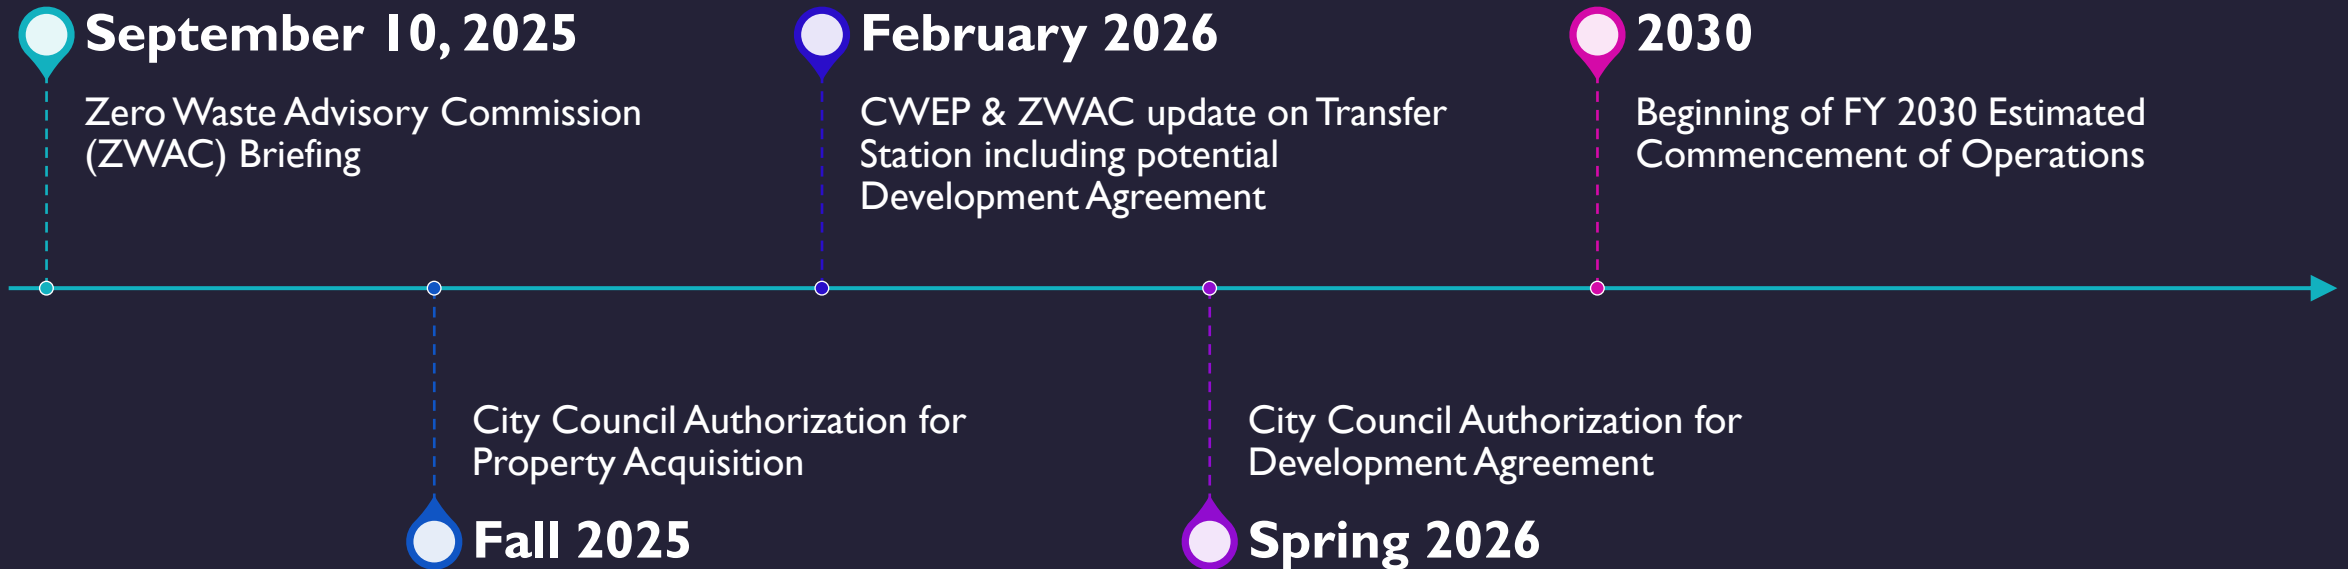 September 10, 2025
Zero Waste Advisory Commission
(ZWAC) Briefing
City Council Authorization for
Property Acquisition
Fall 2025
February 2026
CWEP & ZWAC update on Transfer
Station including potential
Development Agreement
City Council Authorization for
Development Agreement
Spring 2026
2030
Beginning of FY 2030 Estimated
Commencement of Operations